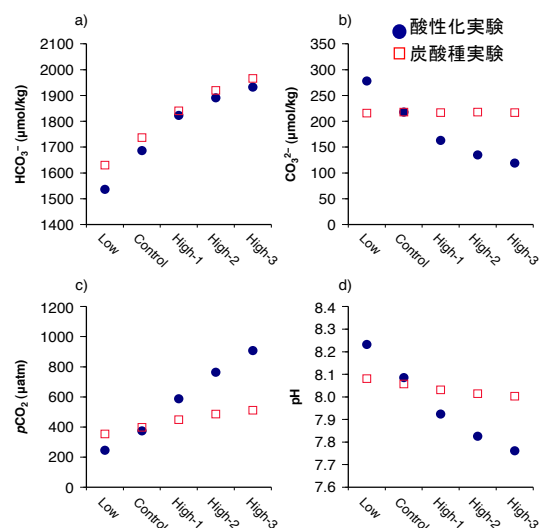 a)
HCO₃⁻ (μmol/kg)
2100
2000
1900
1800
1700
1600
1500
1400
Low
Control
High-1
High-2
High-3
b)
酸性化実験
炭酸種実験
CO₃²⁻ (μmol/kg)
350
300
250
200
150
100
50
0
Low
Control
High-1
High-2
High-3
c)
pCO₂ (μatm)
1200
1000
800
600
400
200
0
Low
Control
High-1
High-2
High-3
d)
pH
8.4
8.3
8.2
8.1
8.0
7.9
7.8
7.7
7.6
Low
Control
High-1
High-2
High-3